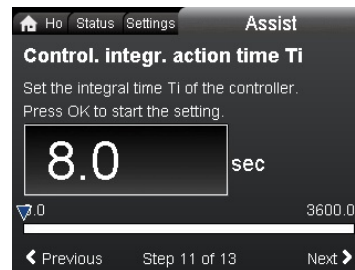 Ho Status Settings Assist
Control. integr. action time Ti
Set the integral time Ti of the controller.
Press OK to start the setting.
8.0 sec
3600.0
Previous Step 11 of 13 Next